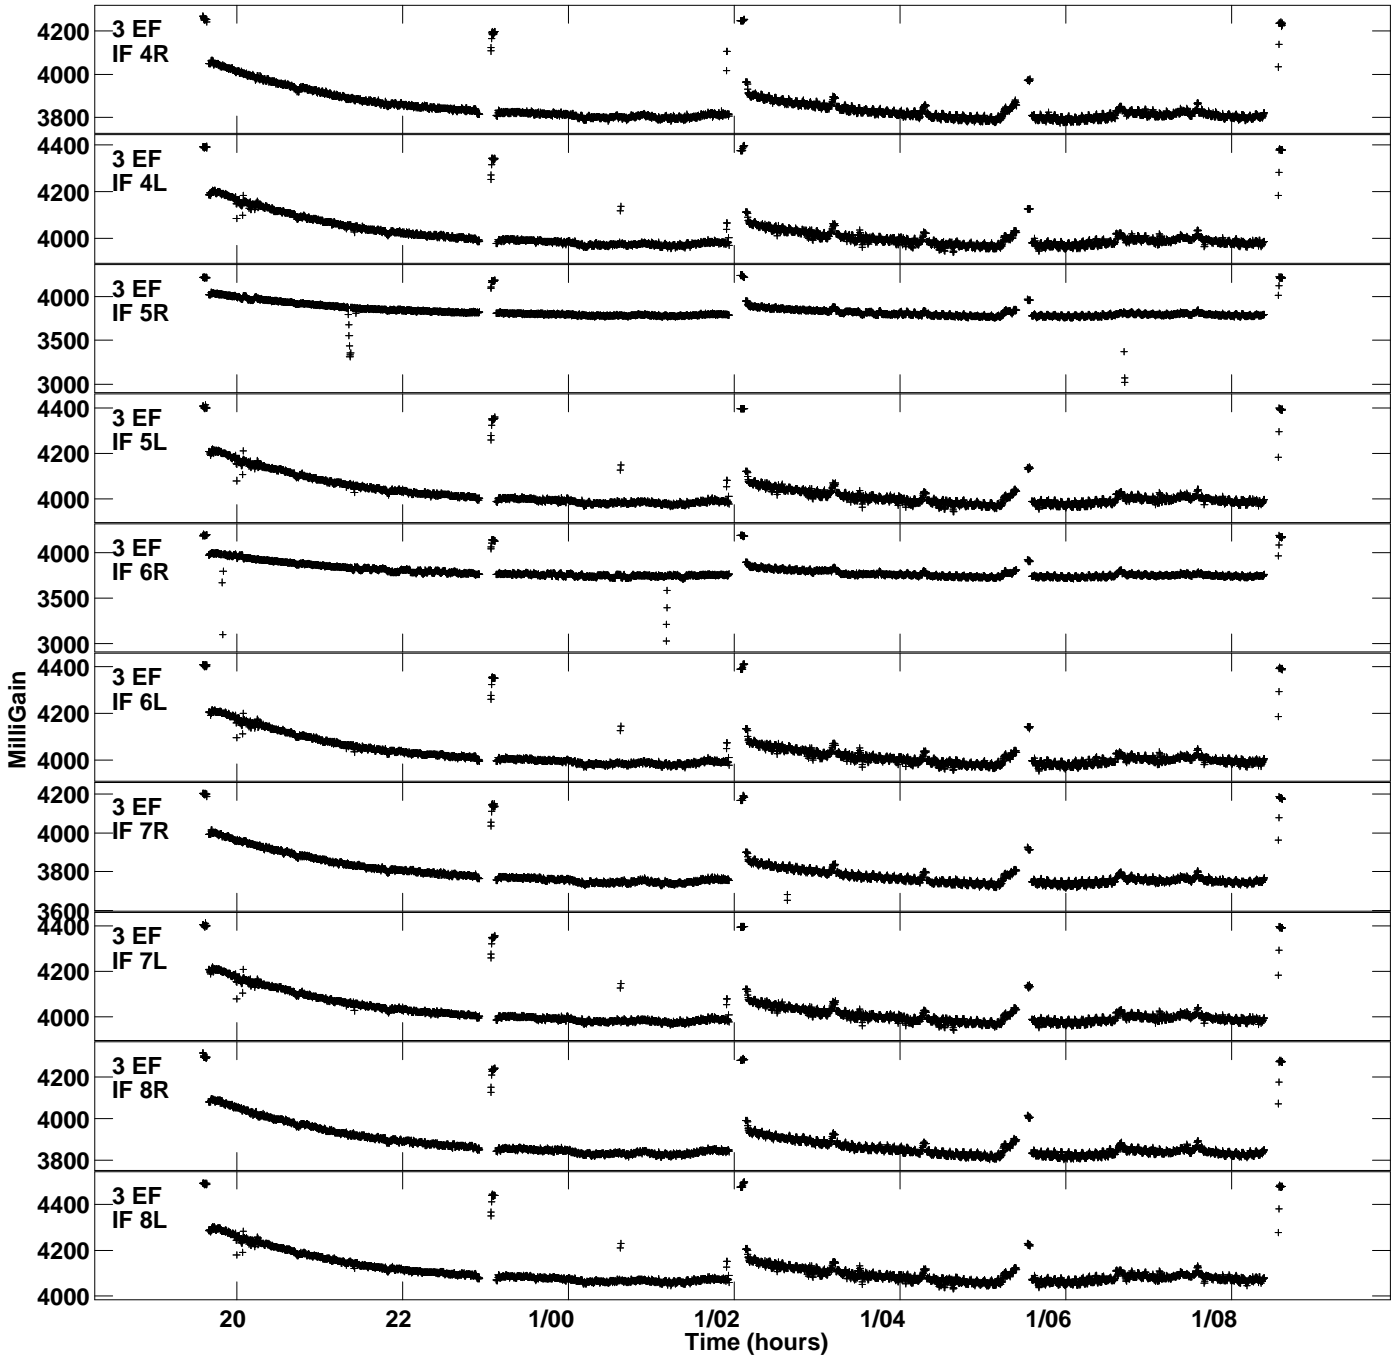 4200
4000
3800
3 EF
IF 4R
4400
4200
4000
3 EF
IF 4L
4000
3500
3000
3 EF
IF 5R
4400
4200
4000
3 EF
IF 5L
4000
3500
3000
3 EF
IF 6R
4400
4200
4000
3 EF
IF 6L
MilliGain
4200
4000
3800
3600
3 EF
IF 7R
4400
4200
4000
3 EF
IF 7L
4200
4000
3800
3 EF
IF 8R
4400
4200
4000
3 EF
IF 8L
20 22 1/00 1/02 1/04 1/06 1/08
Time (hours)